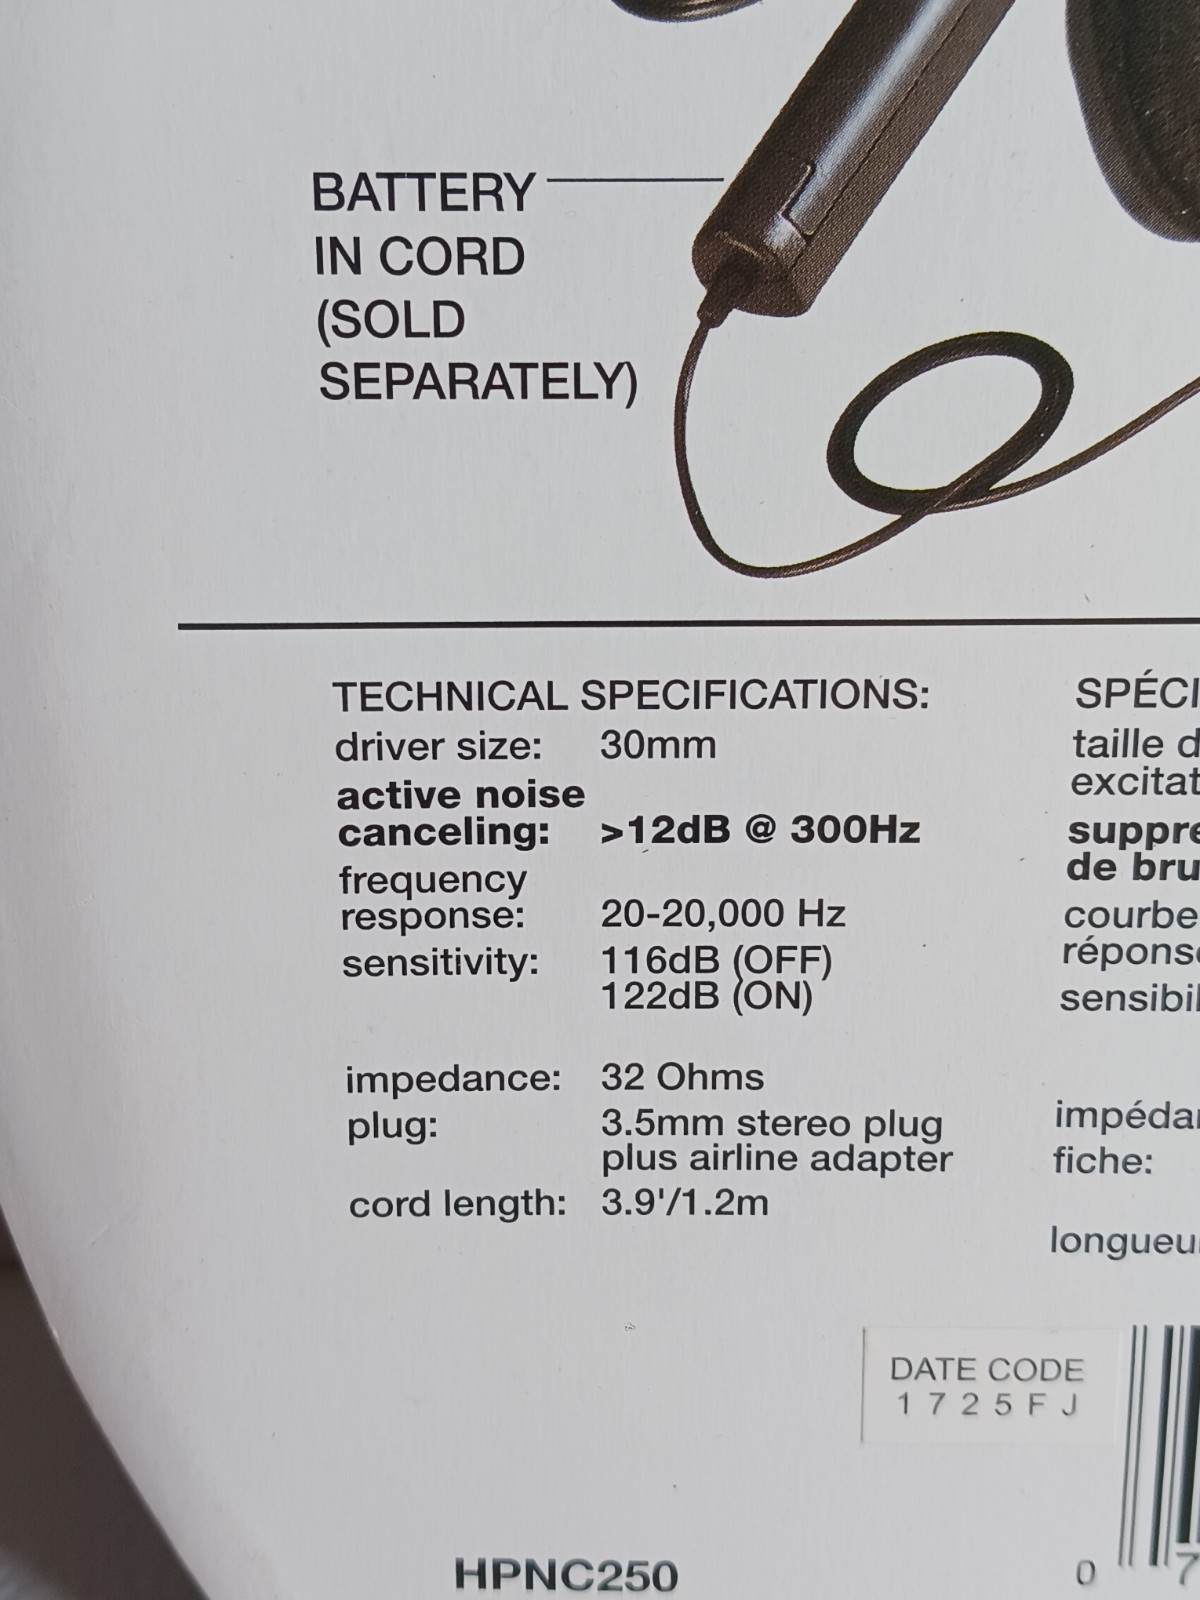 BATTERY
IN CORD
(SOLD
SEPARATELY)
TECHNICAL SPECIFICATIONS:
driver size: 30mm
active noise
canceling: >12dB @ 300Hz
frequency
response: 20-20,000 Hz
sensitivity: 116dB (OFF)
122dB (ON)
impedance: 32 Ohms
plug: 3.5mm stereo plug
plus airline adapter
cord length: 3.9'/1.2m
SPÉCI
taille d
excitat
suppre
de bru
courbe
réponse
sensibil
impédan
fiche:
longueur
DATE CODE
1725FJ
HPNC250
0 7